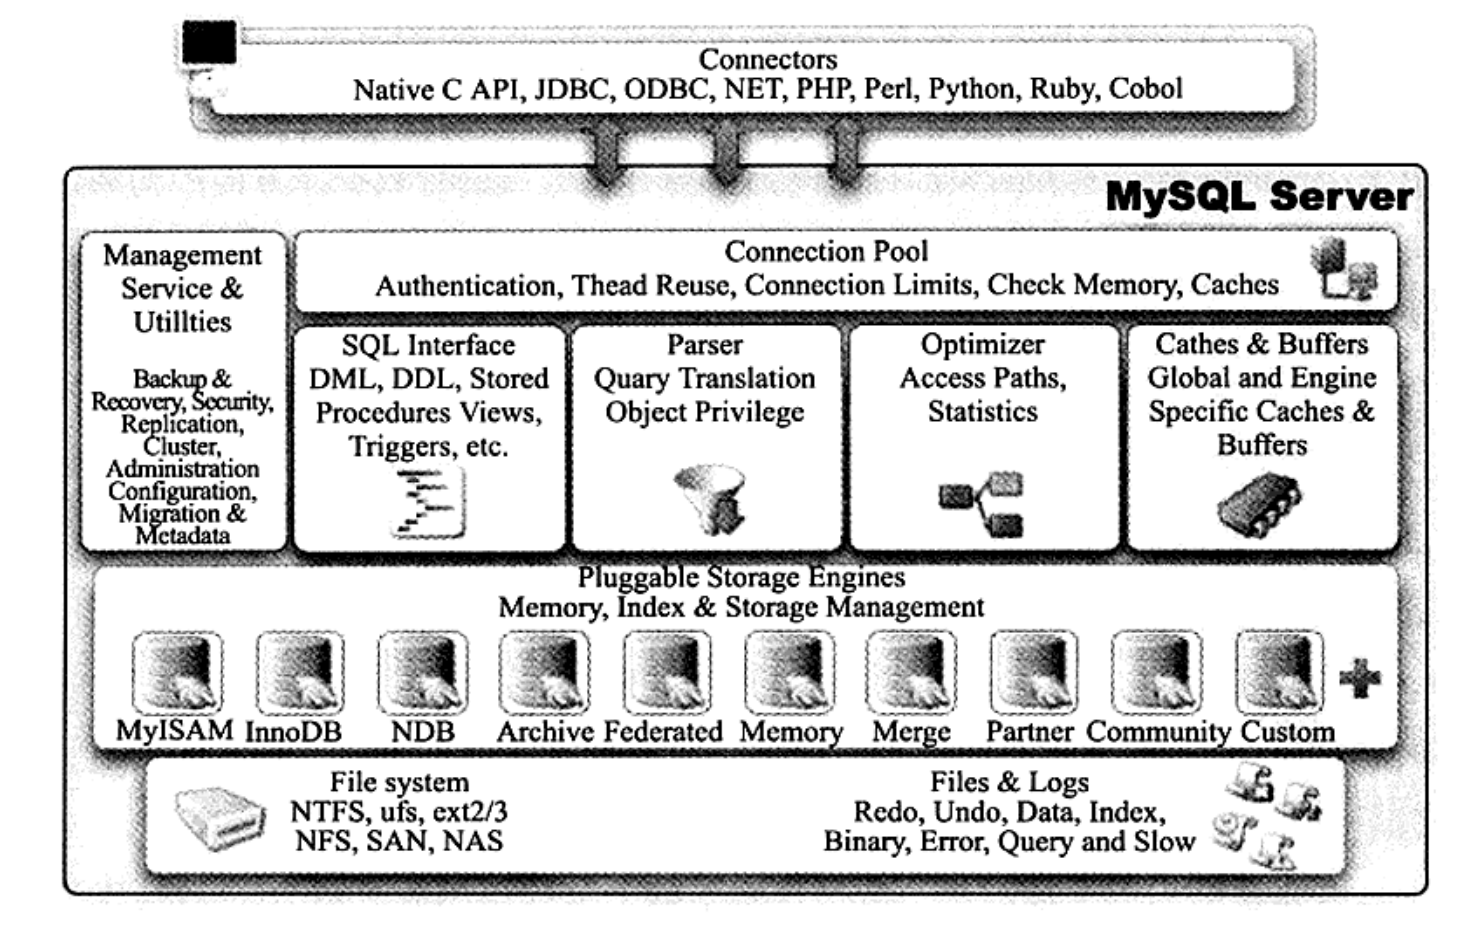 Connectors
Native C API, JDBC, ODBC, NET, PHP, Perl, Python, Ruby, Cobol
MySQL Server
Management
Service &
Utillties
Backup &
Recovery, Security,
Replication,
Cluster,
Administration
Configuration,
Migration &
Metadata
Connection Pool
Authentication, Thead Reuse, Connection Limits, Check Memory, Caches
SQL Interface
DML, DDL, Stored
Procedures Views,
Triggers, etc.
Parser
Quary Translation
Object Privilege
Optimizer
Access Paths,
Statistics
Cathes & Buffers
Global and Engine
Specific Caches &
Buffers
Pluggable Storage Engines
Memory, Index & Storage Management
MyISAM InnoDB NDB Archive Federated Memory Merge Partner Community Custom
File system
NTFS, ufs, ext2/3
NFS, SAN, NAS
Files & Logs
Redo, Undo, Data, Index,
Binary, Error, Query and Slow